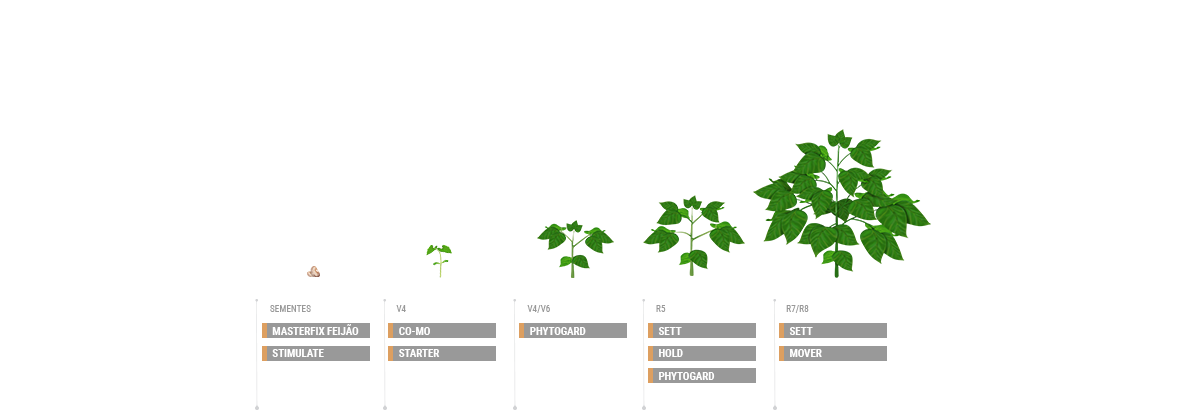 SEMENTES
MASTERFIX FEIJÃO
STIMULATE
V4
CO-MO
STARTER
V4/V6
PHYTOGARD
R5
SETT
HOLD
PHYTOGARD
R7/R8
SETT
MOVER